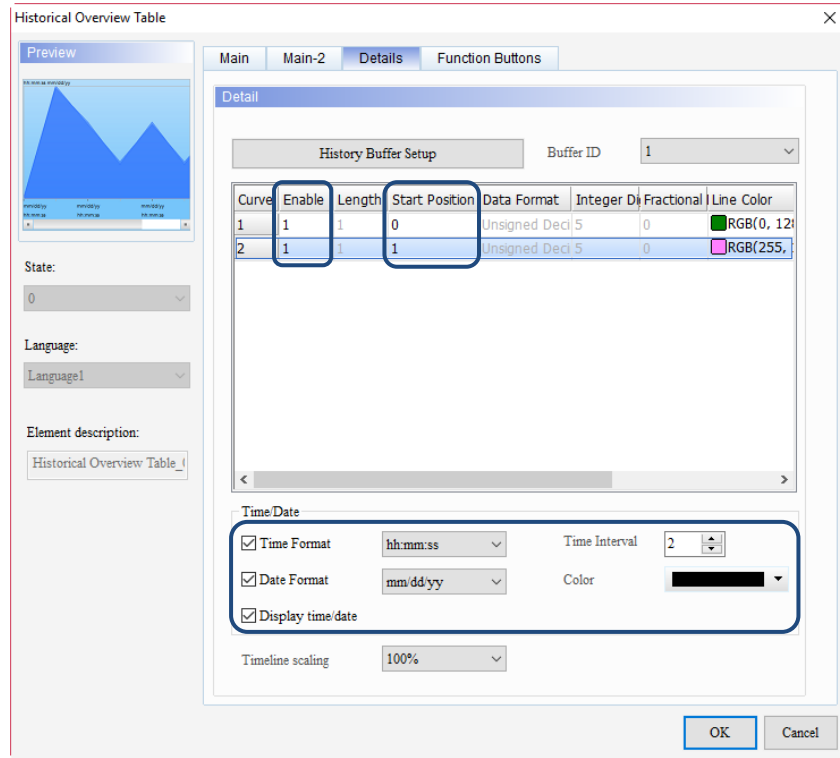 Historical Overview Table
Preview
hh:mm:ss mm/dd/yy
mm/dd/yy mm/dd/yy mm/dd/yy
hh:mm:ss hh:mm:ss hh:mm:ss
State:
0
Language:
Language1
Element description:
Historical Overview Table_(
Main Main-2 Details Function Buttons
Detail
History Buffer Setup Buffer ID 1
Curve Enable Length Start Position Data Format Integer Di Fractional Line Color
1 1 1 0 Unsigned Deci 5 0 RGB(0, 128
2 1 1 1 Unsigned Deci 5 0 RGB(255,
Time/Date
Time Format hh:mm:ss Time Interval 2
Date Format mm/dd/yy Color
Display time/date
Timeline scaling 100%
OK Cancel